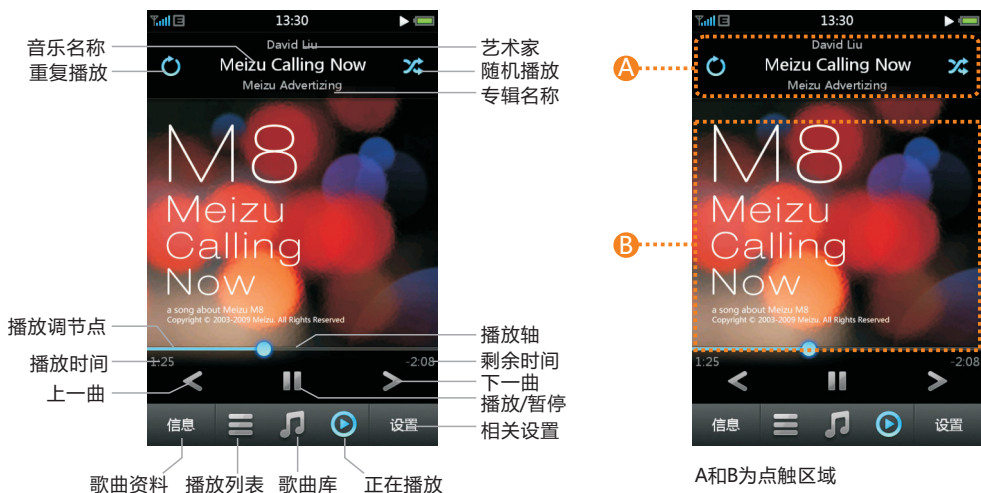 13:30
音乐名称
David Liu
艺术家
重复播放
Meizu Calling Now
随机播放
Meizu Advertizing
专辑名称
M8
Meizu
Calling
Now
a song about Meizu M8
Copyright © 2003-2009 Meizu. All Rights Reserved
播放调节点
播放轴
播放时间
1:25
-2:08
剩余时间
上一曲
下一曲
播放/暂停
信息
设置
相关设置
歌曲资料
播放列表
歌曲库
正在播放
13:30
David Liu
A
Meizu Calling Now
Meizu Advertizing
M8
Meizu
B
Calling
Now
a song about Meizu M8
Copyright © 2003-2009 Meizu. All Rights Reserved
1:25
-2:08
信息
设置
A和B为点触区域